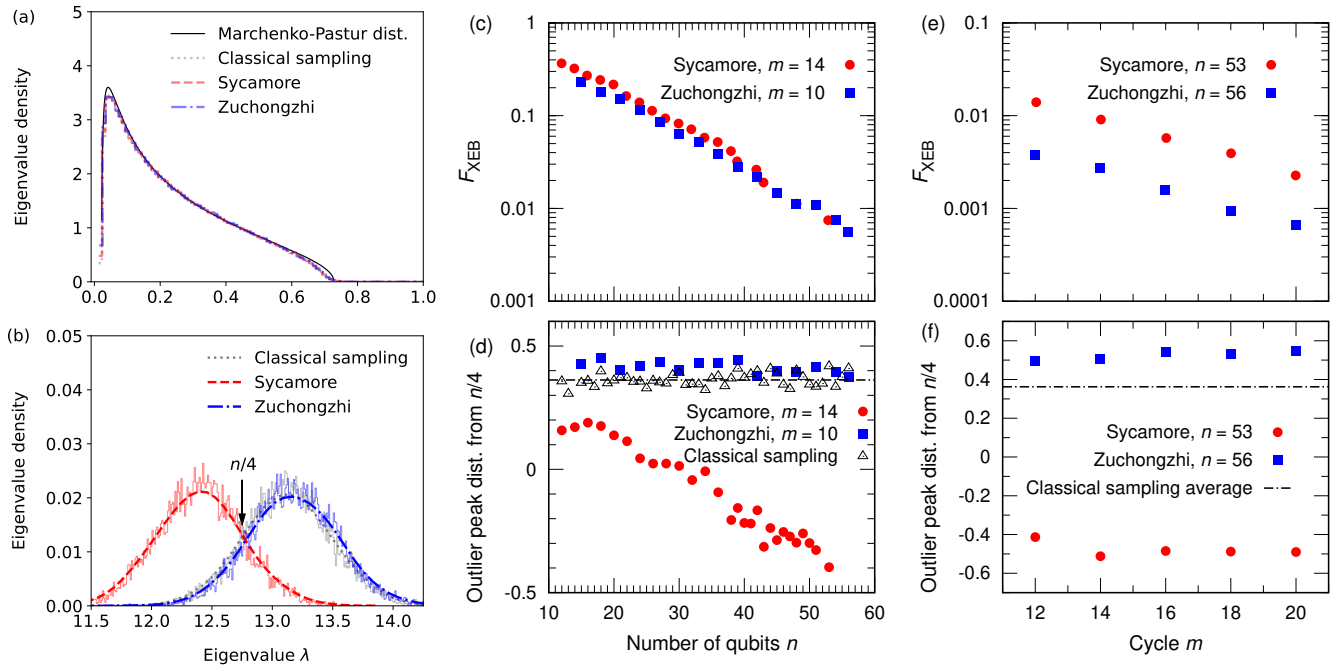 (a)
Marchenko-Pastur dist.
Classical sampling
Sycamore
Zuchongzhi
Eigenvalue density
5
4
3
2
1
0
0.0 0.2 0.4 0.6 0.8 1.0
(b)
Classical sampling
Sycamore
Zuchongzhi
n/4
Eigenvalue density
0.05
0.04
0.03
0.02
0.01
0.00
11.5 12.0 12.5 13.0 13.5 14.0
Eigenvalue λ
(c)
Sycamore, m = 14
Zuchongzhi, m = 10
F_XEB
1
0.1
0.01
0.001
(d)
Sycamore, m = 14
Zuchongzhi, m = 10
Classical sampling
Outlier peak dist. from n/4
0.5
0
-0.5
10 20 30 40 50 60
Number of qubits n
(e)
Sycamore, n = 53
Zuchongzhi, n = 56
F_XEB
0.1
0.01
0.001
0.0001
(f)
Sycamore, n = 53
Zuchongzhi, n = 56
Classical sampling average
Outlier peak dist. from n/4
0.6
0.4
0.2
0
-0.2
-0.4
-0.6
12 14 16 18 20
Cycle m